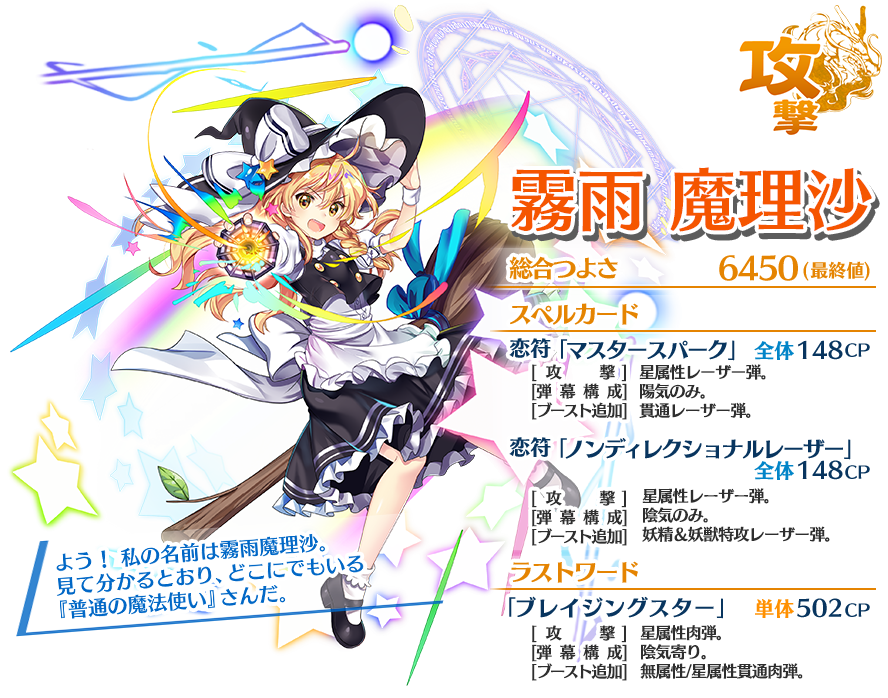 攻撃
霧雨 魔理沙
総合つよさ 6450(最終値)
スペルカード
恋符「マスタースパーク」 全体148CP
[攻撃] 星属性レーザー弾。
[弾幕構成] 陽気のみ。
[ブースト追加] 貫通レーザー弾。
恋符「ノンディレクショナルレーザー」
全体148CP
[攻撃] 星属性レーザー弾。
[弾幕構成] 陰気のみ。
[ブースト追加] 妖精&妖獣特攻レーザー弾。
ラストワード
「ブレイジングスター」 単体502CP
[攻撃] 星属性肉弾。
[弾幕構成] 陰気寄り。
[ブースト追加] 無属性/星属性貫通肉弾。
よう!私の名前は霧雨魔理沙。
見て分かるとおり、どこにでもいる
『普通の魔法使い』さんだ。